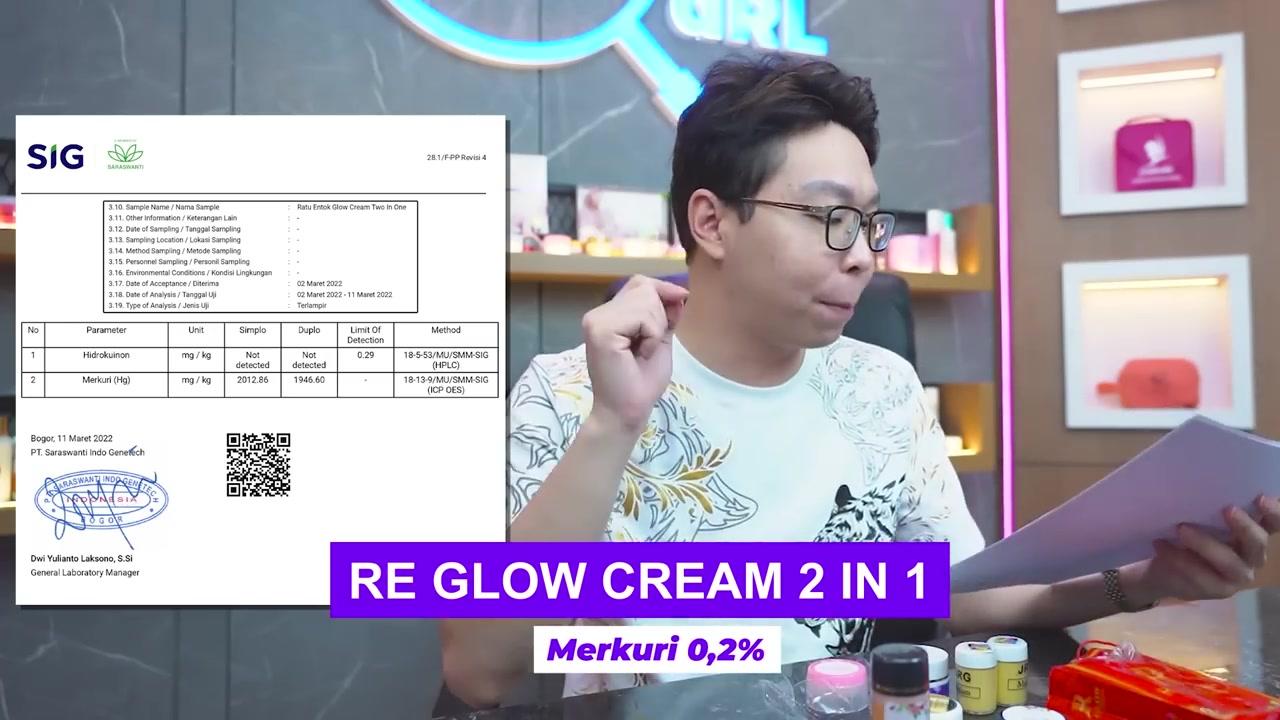 GRL
SIG
SARASWANTI
28.1/F-PP Revisi 4
3.10. Sample Name / Nama Sample : Ratu Entok Glow Cream Two In One
3.11. Other Information / Keterangan Lain : -
3.12. Date of Sampling / Tanggal Sampling : -
3.13. Sampling Location / Lokasi Sampling : -
3.14. Method Sampling / Metode Sampling : -
3.15. Personnel Sampling / Personil Sampling : -
3.16. Environmental Conditions / Kondisi Lingkungan : -
3.17. Date of Acceptance / Diterima : 02 Maret 2022
3.18. Date of Analysis / Tanggal Uji : 02 Maret 2022 - 11 Maret 2022
3.19. Type of Analysis / Jenis Uji : Terlampir
No Parameter Unit Simplo Duplo Limit Of Detection Method
1 Hidrokuinon mg / kg Not detected Not detected 0.29 18-5-53/MU/SMM-SIG (HPLC)
2 Merkuri (Hg) mg / kg 2012.86 1946.60 - 18-13-9/MU/SMM-SIG (ICP OES)
Bogor, 11 Maret 2022
PT. Saraswanti Indo Genetech
PT SARASWANTI INDO GENETECH
INDONESIA
BOGOR
Dwi Yulianto Laksono, S.Si
General Laboratory Manager
RE GLOW CREAM 2 IN 1
Merkuri 0,2%